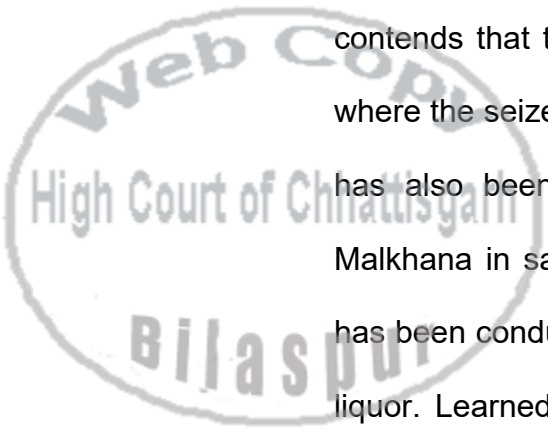 contends that t
where the seize
has also been
Malkhana in sa
has been condu
liquor. Learned
Web Copy
High Court of Chhattisgarh
Bilaspur